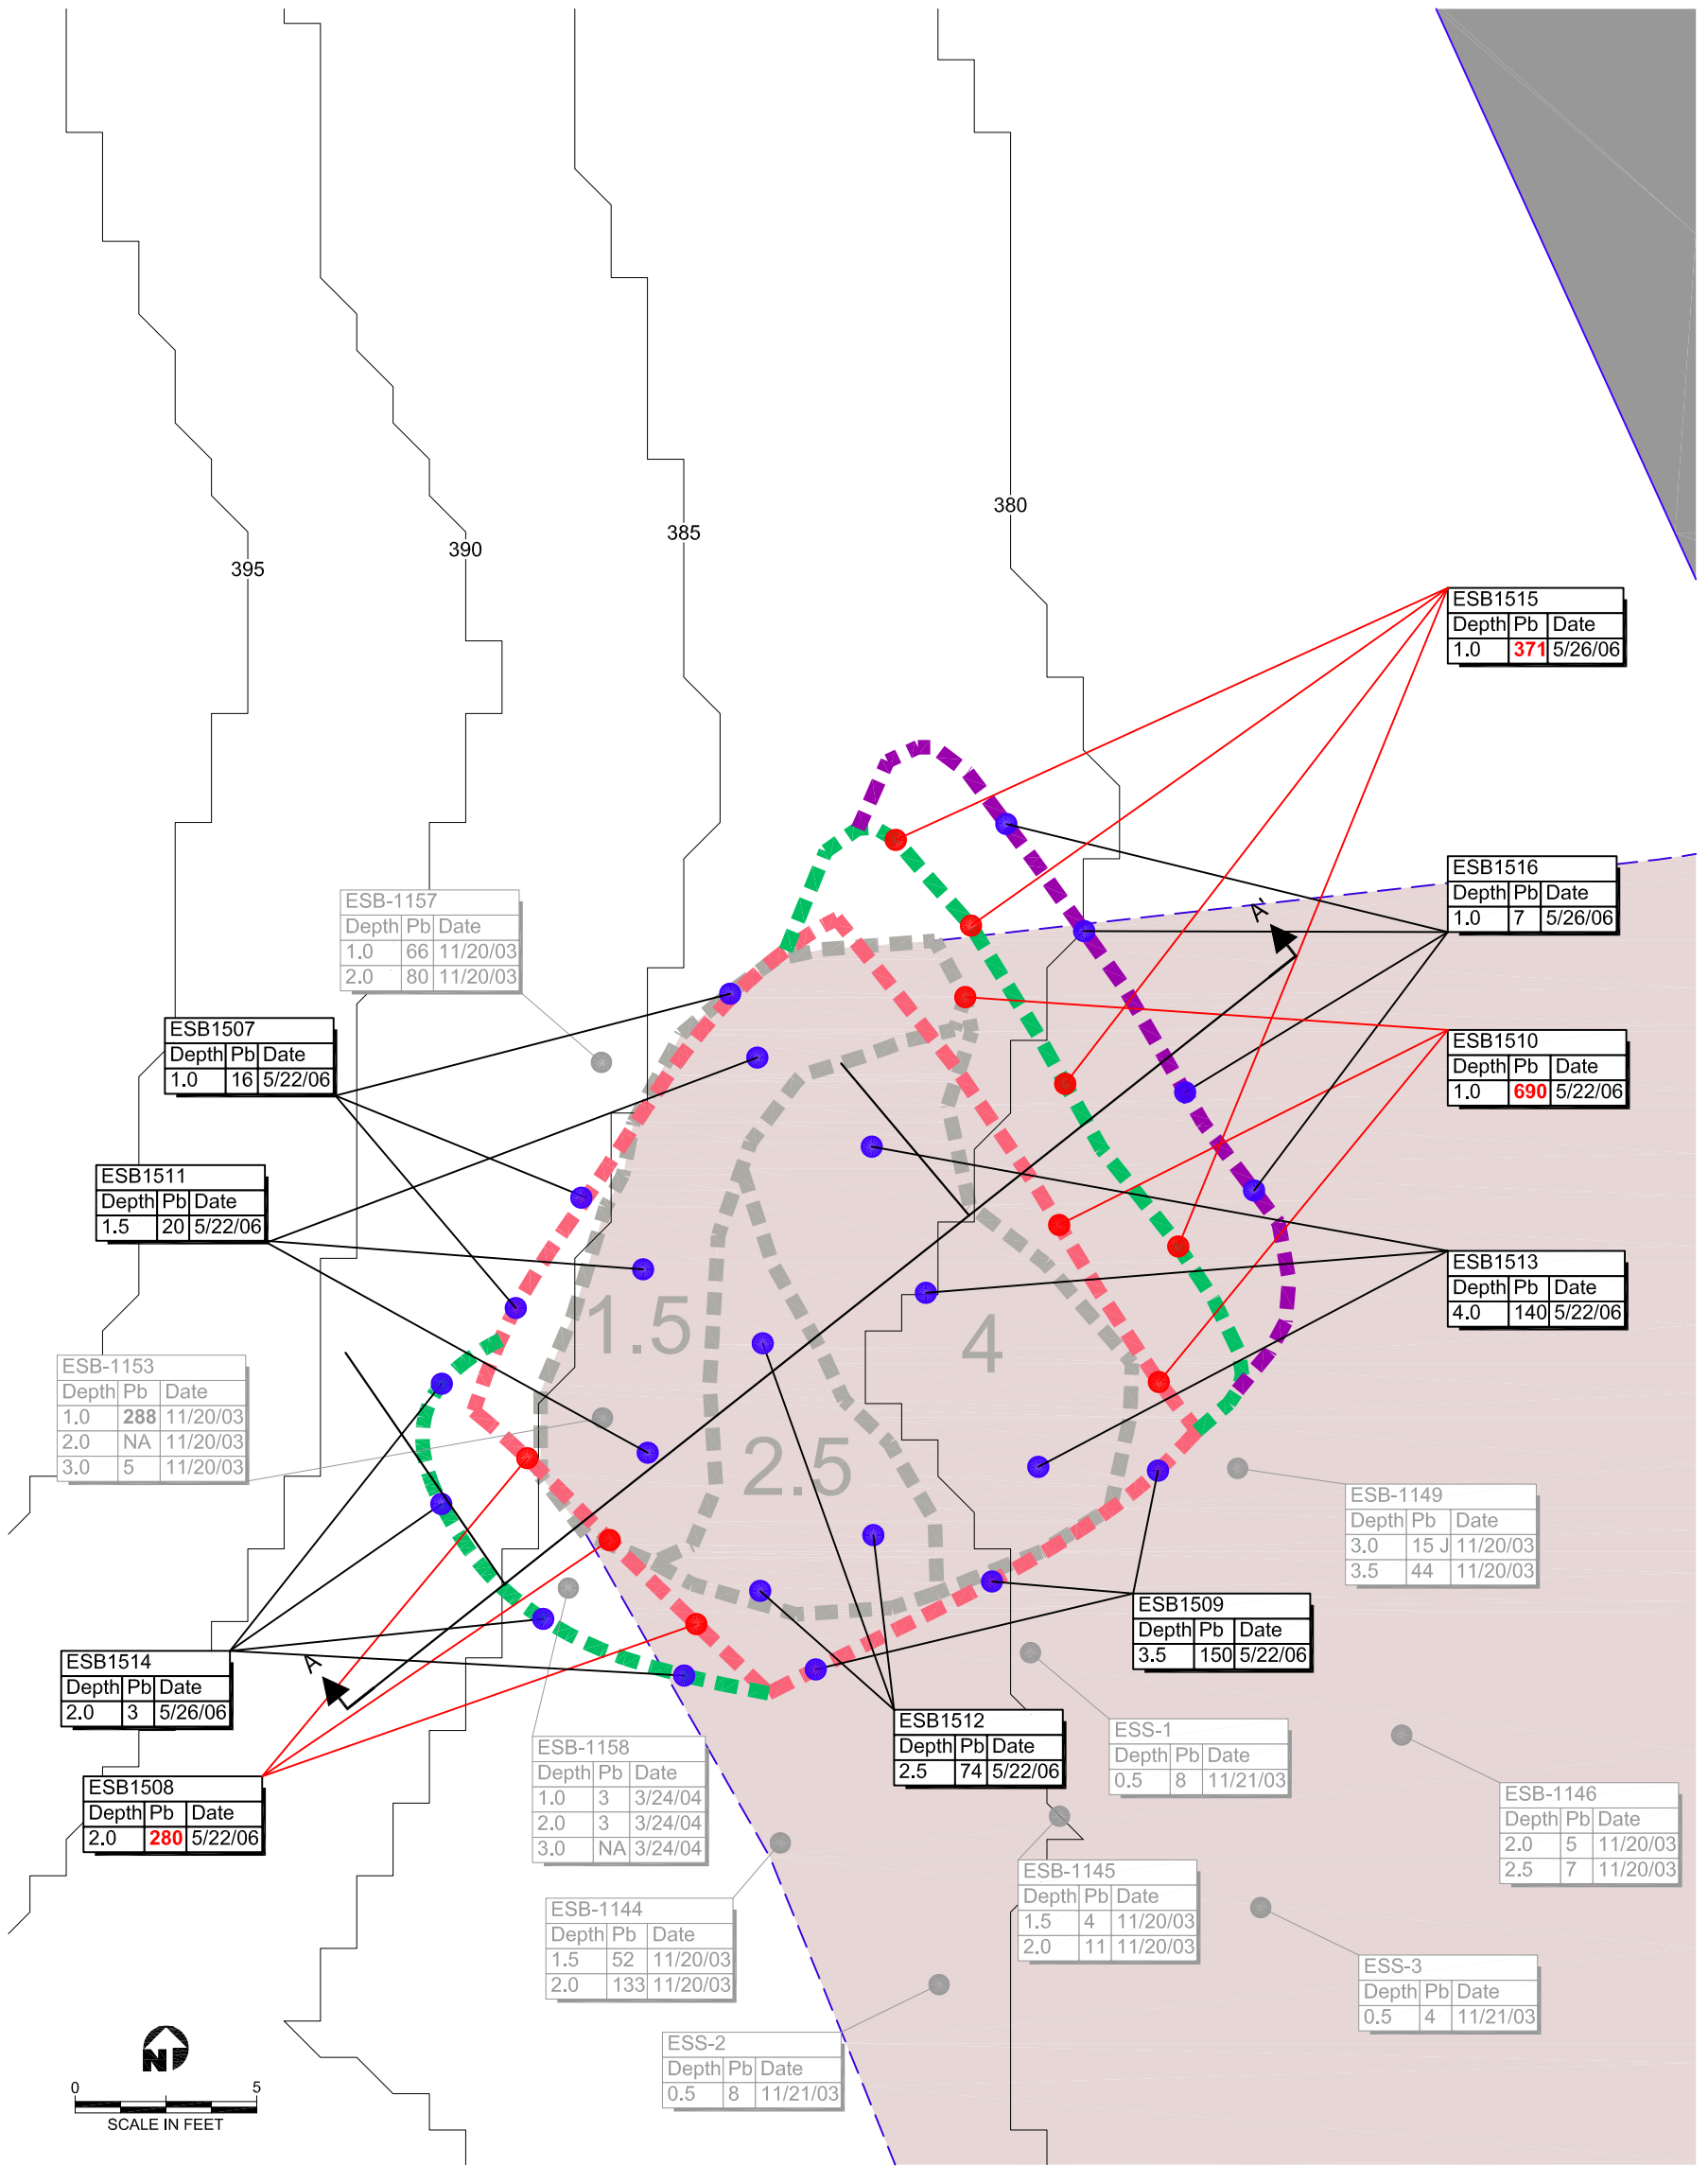 380
385
390
395
ESB1515
Depth Pb Date
1.0 371 5/26/06
ESB1516
Depth Pb Date
1.0 7 5/26/06
ESB-1157
Depth Pb Date
1.0 66 11/20/03
2.0 80 11/20/03
A'
ESB1507
Depth Pb Date
1.0 16 5/22/06
ESB1510
Depth Pb Date
1.0 690 5/22/06
ESB1511
Depth Pb Date
1.5 20 5/22/06
ESB1513
Depth Pb Date
4.0 140 5/22/06
1.5
4
2.5
ESB-1153
Depth Pb Date
1.0 288 11/20/03
2.0 NA 11/20/03
3.0 5 11/20/03
ESB-1149
Depth Pb Date
3.0 15 J 11/20/03
3.5 44 11/20/03
ESB1509
Depth Pb Date
3.5 150 5/22/06
ESB1514
Depth Pb Date
2.0 3 5/26/06
A
ESB1512
Depth Pb Date
2.5 74 5/22/06
ESS-1
Depth Pb Date
0.5 8 11/21/03
ESB-1158
Depth Pb Date
1.0 3 3/24/04
2.0 3 3/24/04
3.0 NA 3/24/04
ESB1508
Depth Pb Date
2.0 280 5/22/06
ESB-1146
Depth Pb Date
2.0 5 11/20/03
2.5 7 11/20/03
ESB-1145
Depth Pb Date
1.5 4 11/20/03
2.0 11 11/20/03
ESB-1144
Depth Pb Date
1.5 52 11/20/03
2.0 133 11/20/03
ESS-3
Depth Pb Date
0.5 4 11/21/03
ESS-2
Depth Pb Date
0.5 8 11/21/03
N
0 5
SCALE IN FEET